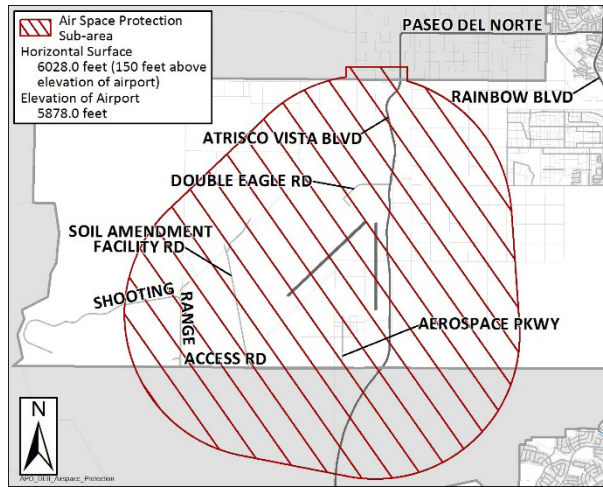 Air Space Protection
Sub-area
Horizontal Surface
6028.0 feet (150 feet above
elevation of airport)
Elevation of Airport
5878.0 feet
PASEO DEL NORTE
RAINBOW BLVD
ATRISCO VISTA BLVD
DOUBLE EAGLE RD
SOIL AMENDMENT
FACILITY RD
SHOOTING
RANGE
ACCESS RD
AEROSPACE PKWY
N
APO_DEII_Airspace_Protection